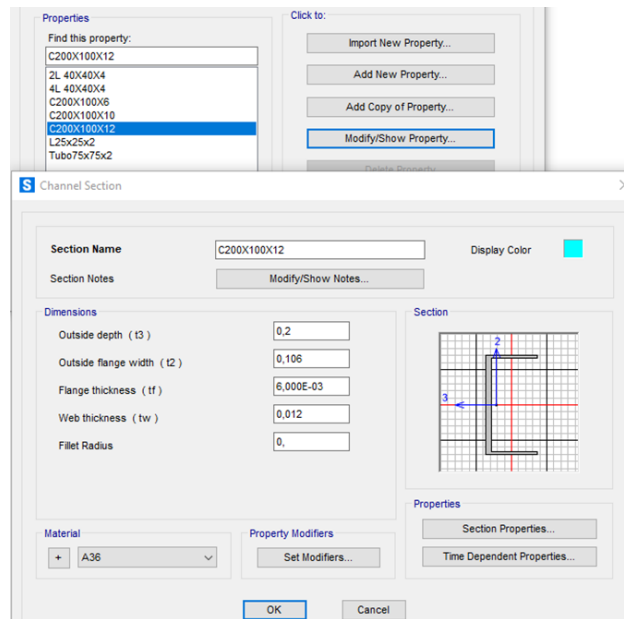 Properties
Click to:
Find this property:
C200X100X12
2L 40X40X4
4L 40X40X4
C200X100X6
C200X100X10
C200X100X12
L25x25x2
Tubo75x75x2
Import New Property...
Add New Property...
Add Copy of Property...
Modify/Show Property...
Delete Property
S Channel Section
Section Name
C200X100X12
Display Color
Section Notes
Modify/Show Notes...
Dimensions
Outside depth ( t3 )
0,2
Outside flange width ( t2 )
0,106
Flange thickness ( tf )
6,000E-03
Web thickness ( tw )
0,012
Fillet Radius
0,
Section
2
3
Properties
Section Properties...
Time Dependent Properties...
Material
+ A36
Property Modifiers
Set Modifiers...
OK
Cancel